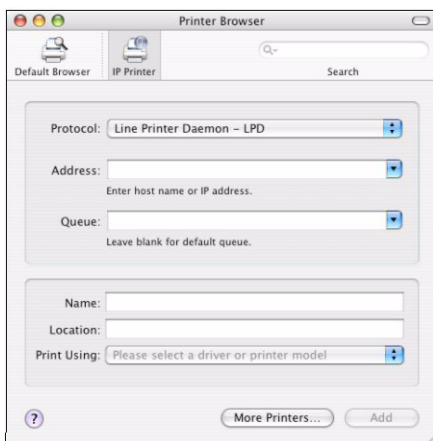 Printer Browser
Default Browser
IP Printer
Search
Protocol: Line Printer Daemon – LPD
Address:
Enter host name or IP address.
Queue:
Leave blank for default queue.
Name:
Location:
Print Using: Please select a driver or printer model
?
More Printers...
Add